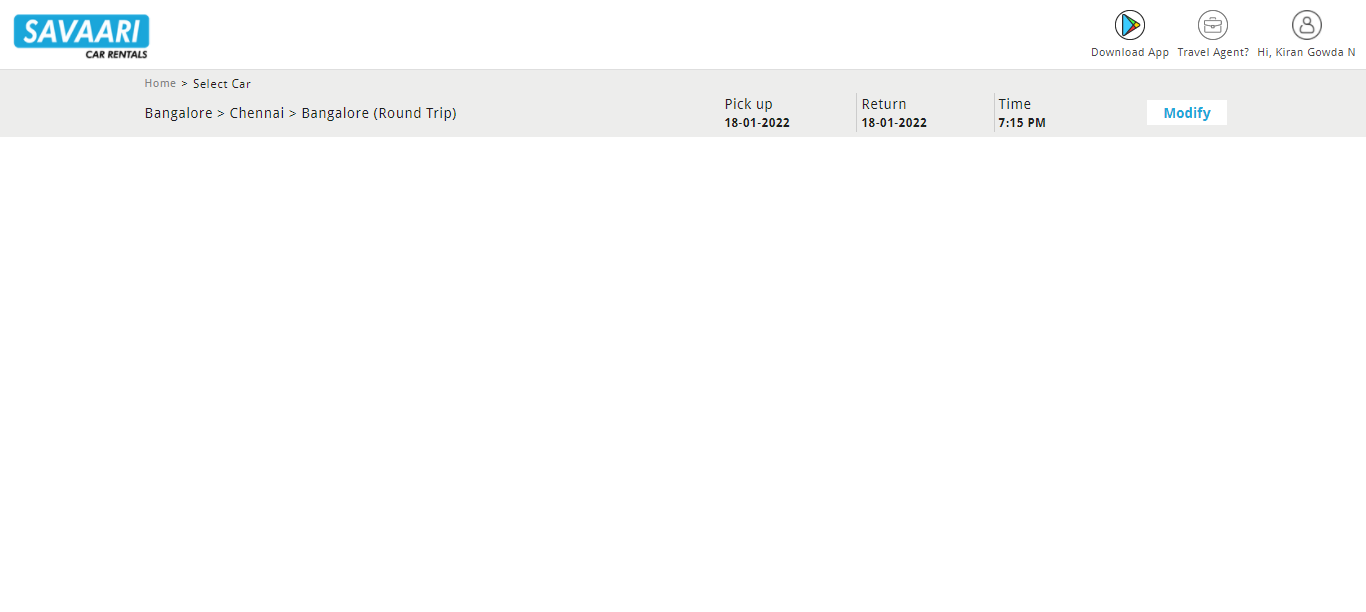 SAVAARI
CAR RENTALS
Download App
Travel Agent?
Hi, Kiran Gowda N
Home > Select Car
Bangalore > Chennai > Bangalore (Round Trip)
Pick up
18-01-2022
Return
18-01-2022
Time
7:15 PM
Modify